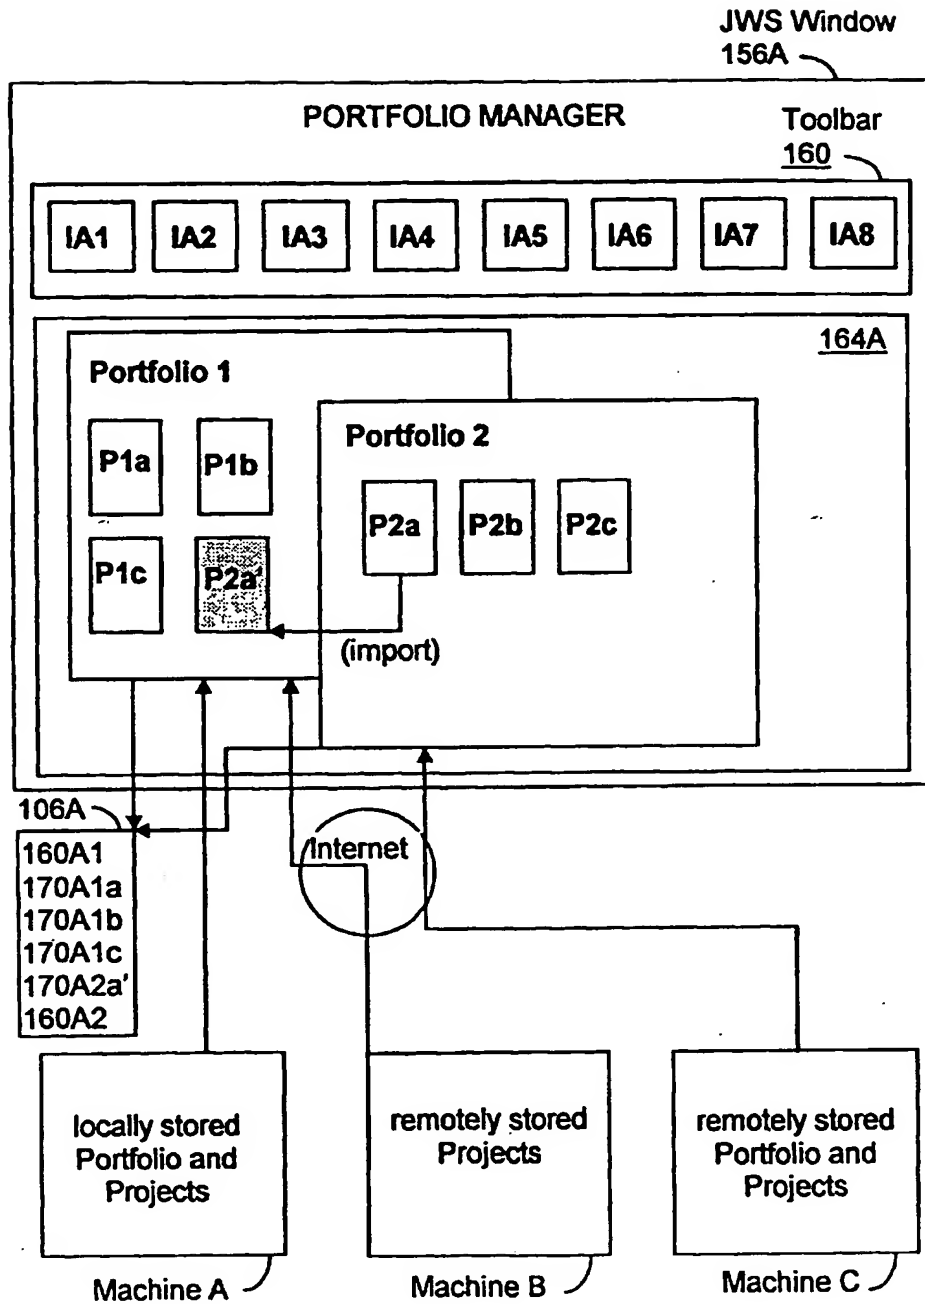 JWS Window
156A
PORTFOLIO MANAGER
Toolbar
160
IA1 IA2 IA3 IA4 IA5 IA6 IA7 IA8
164A
Portfolio 1
P1a P1b
P1c P2a'
Portfolio 2
P2a P2b P2c
(import)
106A
160A1
170A1a
170A1b
170A1c
170A2a'
160A2
Internet
locally stored
Portfolio and
Projects
remotely stored
Projects
remotely stored
Portfolio and
Projects
Machine A
Machine B
Machine C